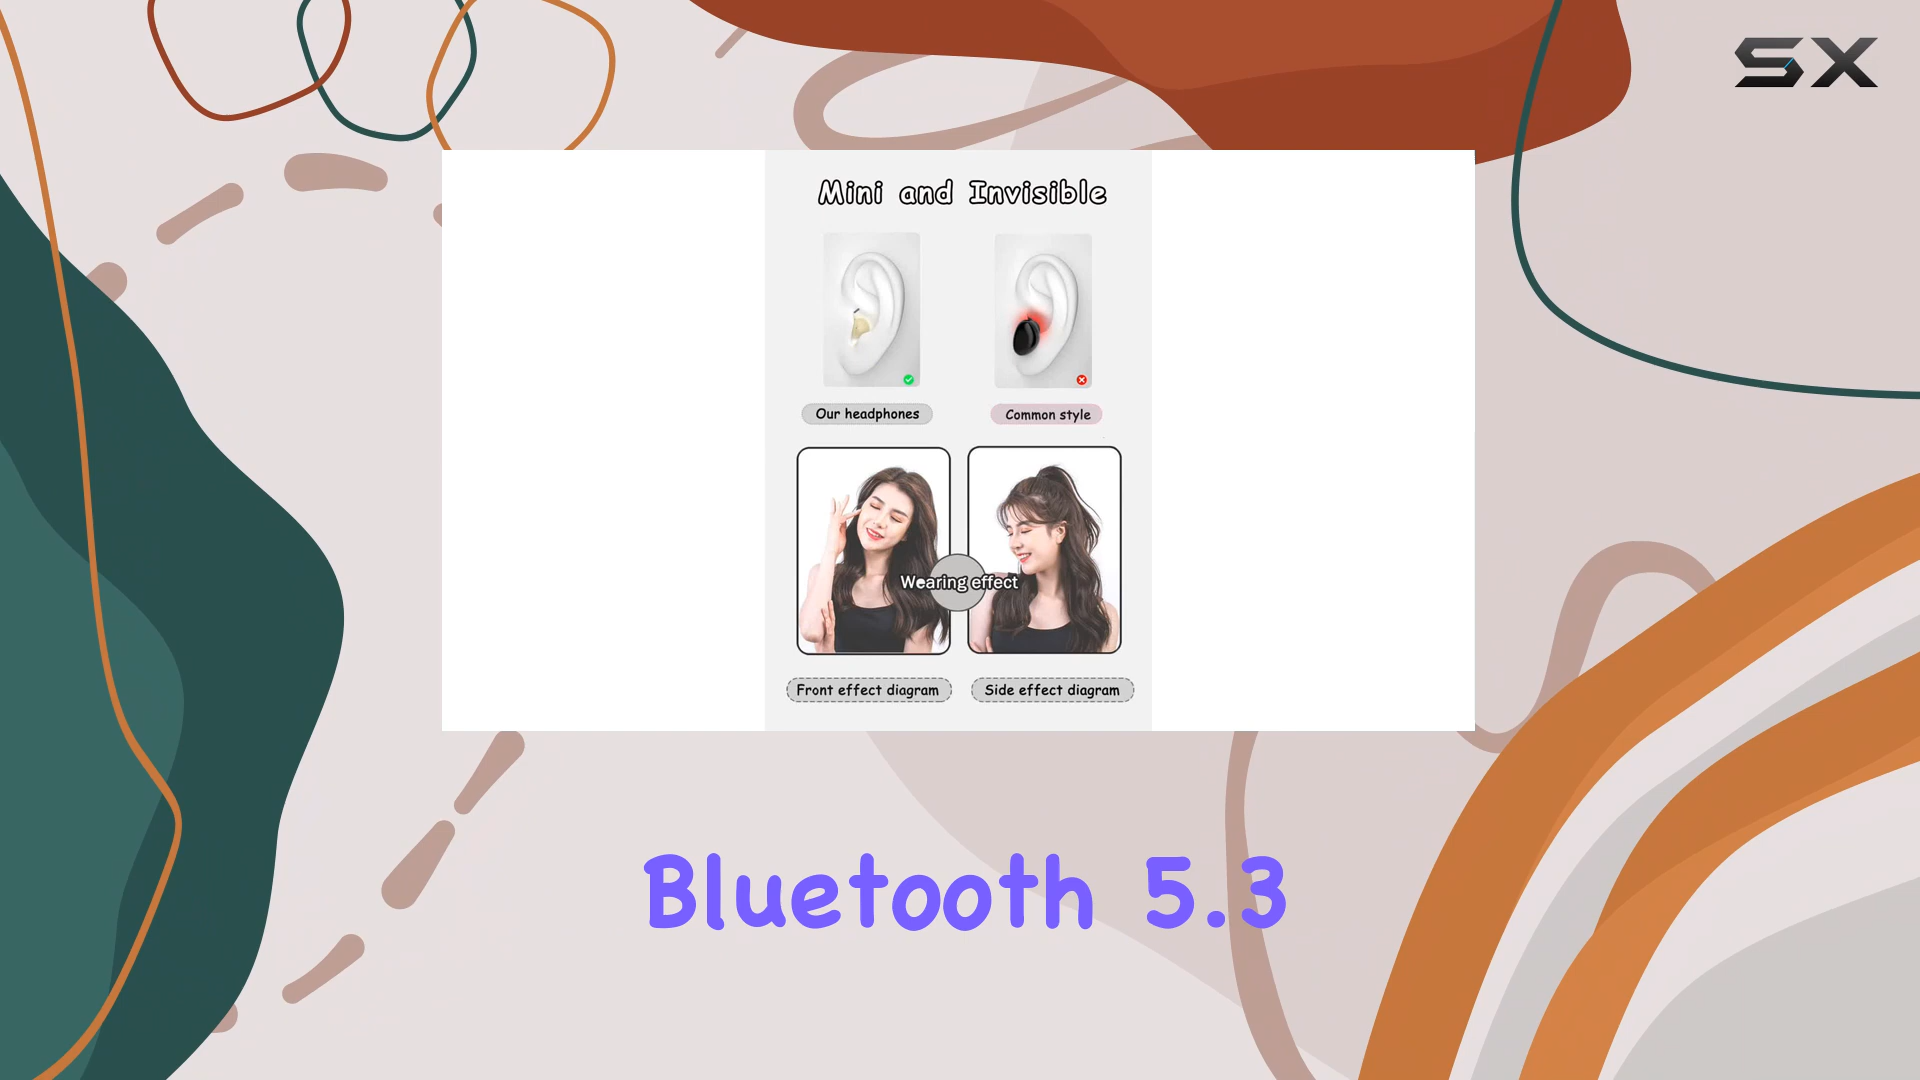 SX
Mini and Invisible
Our headphones
Common style
Wearing effect
Front effect diagram
Side effect diagram
Bluetooth 5.3